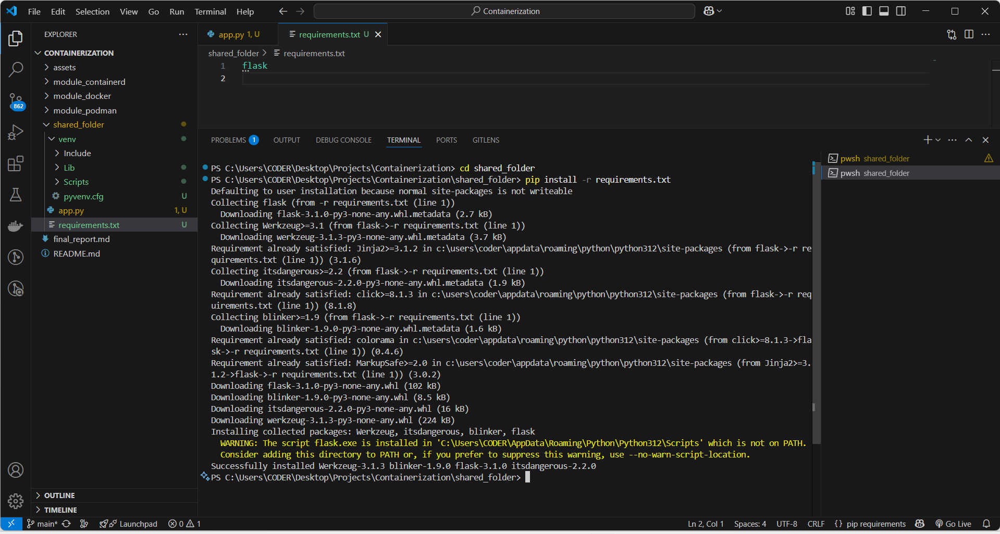 File Edit Selection View Go Run Terminal Help
Containerization
EXPLORER
CONTAINERIZATION
assets
module_containerd
module_docker
module_podman
862
shared_folder
venv
Include
Lib
Scripts
pyvenv.cfg U
app.py 1, U
requirements.txt U
final_report.md
README.md
OUTLINE
TIMELINE
app.py 1, U
requirements.txt U
shared_folder > requirements.txt
1 flask
2
PROBLEMS 1 OUTPUT DEBUG CONSOLE TERMINAL PORTS GITLENS
pwsh shared_folder
pwsh shared_folder
PS C:\Users\CODER\Desktop\Projects\Containerization> cd shared_folder
PS C:\Users\CODER\Desktop\Projects\Containerization\shared_folder> pip install -r requirements.txt
Defaulting to user installation because normal site-packages is not writeable
Collecting flask (from -r requirements.txt (line 1))
Downloading flask-3.1.0-py3-none-any.whl.metadata (2.7 kB)
Collecting Werkzeug>=3.1 (from flask->-r requirements.txt (line 1))
Downloading werkzeug-3.1.3-py3-none-any.whl.metadata (3.7 kB)
Requirement already satisfied: Jinja2>=3.1.2 in c:\users\coder\appdata\roaming\python\python312\site-packages (from flask->-r re
quirements.txt (line 1)) (3.1.6)
Collecting itsdangerous>=2.2 (from flask->-r requirements.txt (line 1))
Downloading itsdangerous-2.2.0-py3-none-any.whl.metadata (1.9 kB)
Requirement already satisfied: click>=8.1.3 in c:\users\coder\appdata\roaming\python\python312\site-packages (from flask->-r req
uirements.txt (line 1)) (8.1.8)
Collecting blinker>=1.9 (from flask->-r requirements.txt (line 1))
Downloading blinker-1.9.0-py3-none-any.whl.metadata (1.6 kB)
Requirement already satisfied: colorama in c:\users\coder\appdata\roaming\python\python312\site-packages (from click>=8.1.3->fla
sk->-r requirements.txt (line 1)) (0.4.6)
Requirement already satisfied: MarkupSafe>=2.0 in c:\users\coder\appdata\roaming\python\python312\site-packages (from Jinja2>=3.
1.2->flask->-r requirements.txt (line 1)) (3.0.2)
Downloading flask-3.1.0-py3-none-any.whl (102 kB)
Downloading blinker-1.9.0-py3-none-any.whl (8.5 kB)
Downloading itsdangerous-2.2.0-py3-none-any.whl (16 kB)
Downloading werkzeug-3.1.3-py3-none-any.whl (224 kB)
Installing collected packages: Werkzeug, itsdangerous, blinker, flask
WARNING: The script flask.exe is installed in 'C:\Users\CODER\AppData\Roaming\Python\Python312\Scripts' which is not on PATH.
Consider adding this directory to PATH or, if you prefer to suppress this warning, use --no-warn-script-location.
Successfully installed Werkzeug-3.1.3 blinker-1.9.0 flask-3.1.0 itsdangerous-2.2.0
PS C:\Users\CODER\Desktop\Projects\Containerization\shared_folder>
main* Launchpad 0 1 Ln 2, Col 1 Spaces: 4 UTF-8 CRLF {} pip requirements Go Live